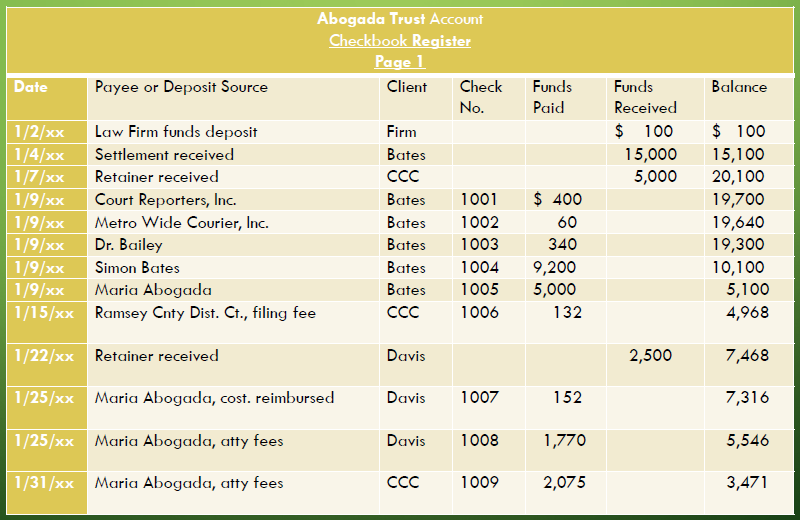 Abogada Trust Account
Checkbook Register
Page 1
Date Payee or Deposit Source Client Check No. Funds Paid Funds Received Balance
1/2/xx Law Firm funds deposit Firm $ 100 $ 100
1/4/xx Settlement received Bates 15,000 15,100
1/7/xx Retainer received CCC 5,000 20,100
1/9/xx Court Reporters, Inc. Bates 1001 $ 400 19,700
1/9/xx Metro Wide Courier, Inc. Bates 1002 60 19,640
1/9/xx Dr. Bailey Bates 1003 340 19,300
1/9/xx Simon Bates Bates 1004 9,200 10,100
1/9/xx Maria Abogada Bates 1005 5,000 5,100
1/15/xx Ramsey Cnty Dist. Ct., filing fee CCC 1006 132 4,968
1/22/xx Retainer received Davis 2,500 7,468
1/25/xx Maria Abogada, cost. reimbursed Davis 1007 152 7,316
1/25/xx Maria Abogada, atty fees Davis 1008 1,770 5,546
1/31/xx Maria Abogada, atty fees CCC 1009 2,075 3,471